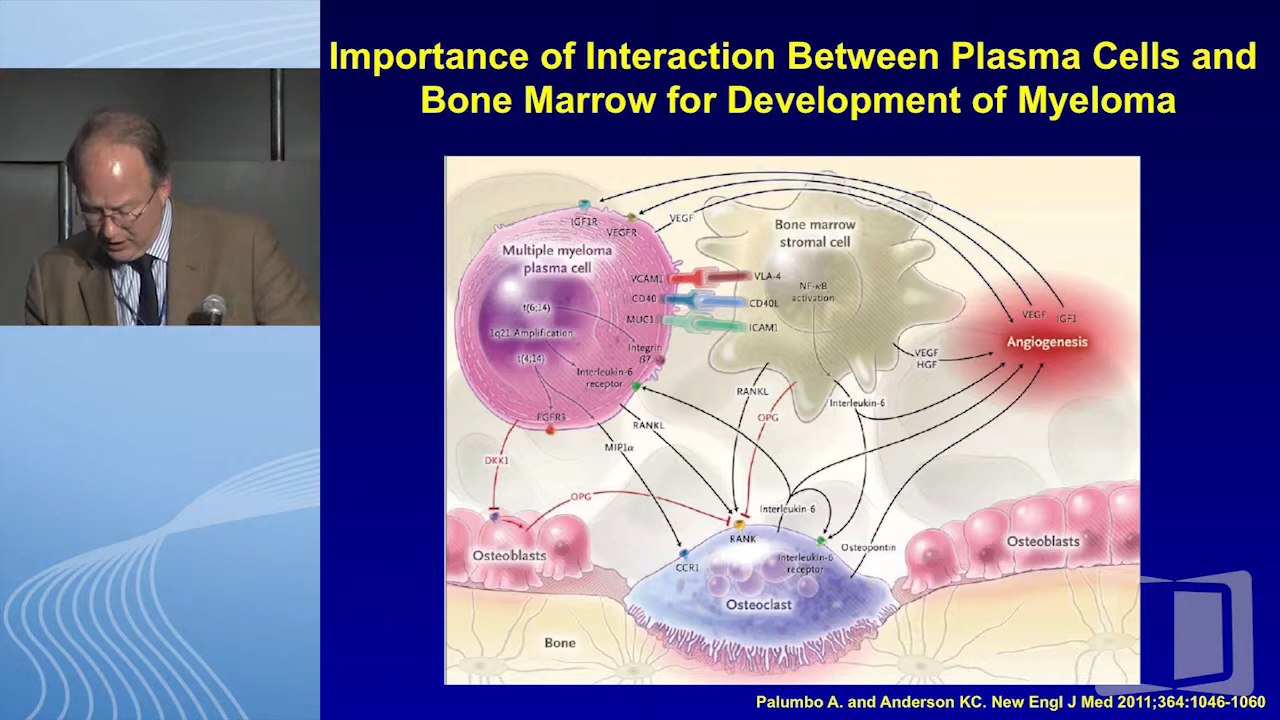 Importance of Interaction Between Plasma Cells and
Bone Marrow for Development of Myeloma
IGF1R
VEGFR
VEGF
Multiple myeloma
plasma cell
Bone marrow
stromal cell
VCAM1
VLA-4
NF-κB
activation
CD40
CD40L
MUC1
ICAM1
t(6;14)
1q21 Amplification
t(4;14)
Integrin
β7
Interleukin-6
receptor
VEGF
IGF1
Angiogenesis
VEGF
HGF
RANKL
OPG
Interleukin-6
FGFR3
RANKL
MIP1α
DKK1
OPG
Interleukin-6
RANK
Osteoblasts
CCR1
Interleukin-6
receptor
Osteopontin
Osteoblasts
Osteoclast
Bone
Palumbo A. and Anderson KC. New Engl J Med 2011;364:1046-1060